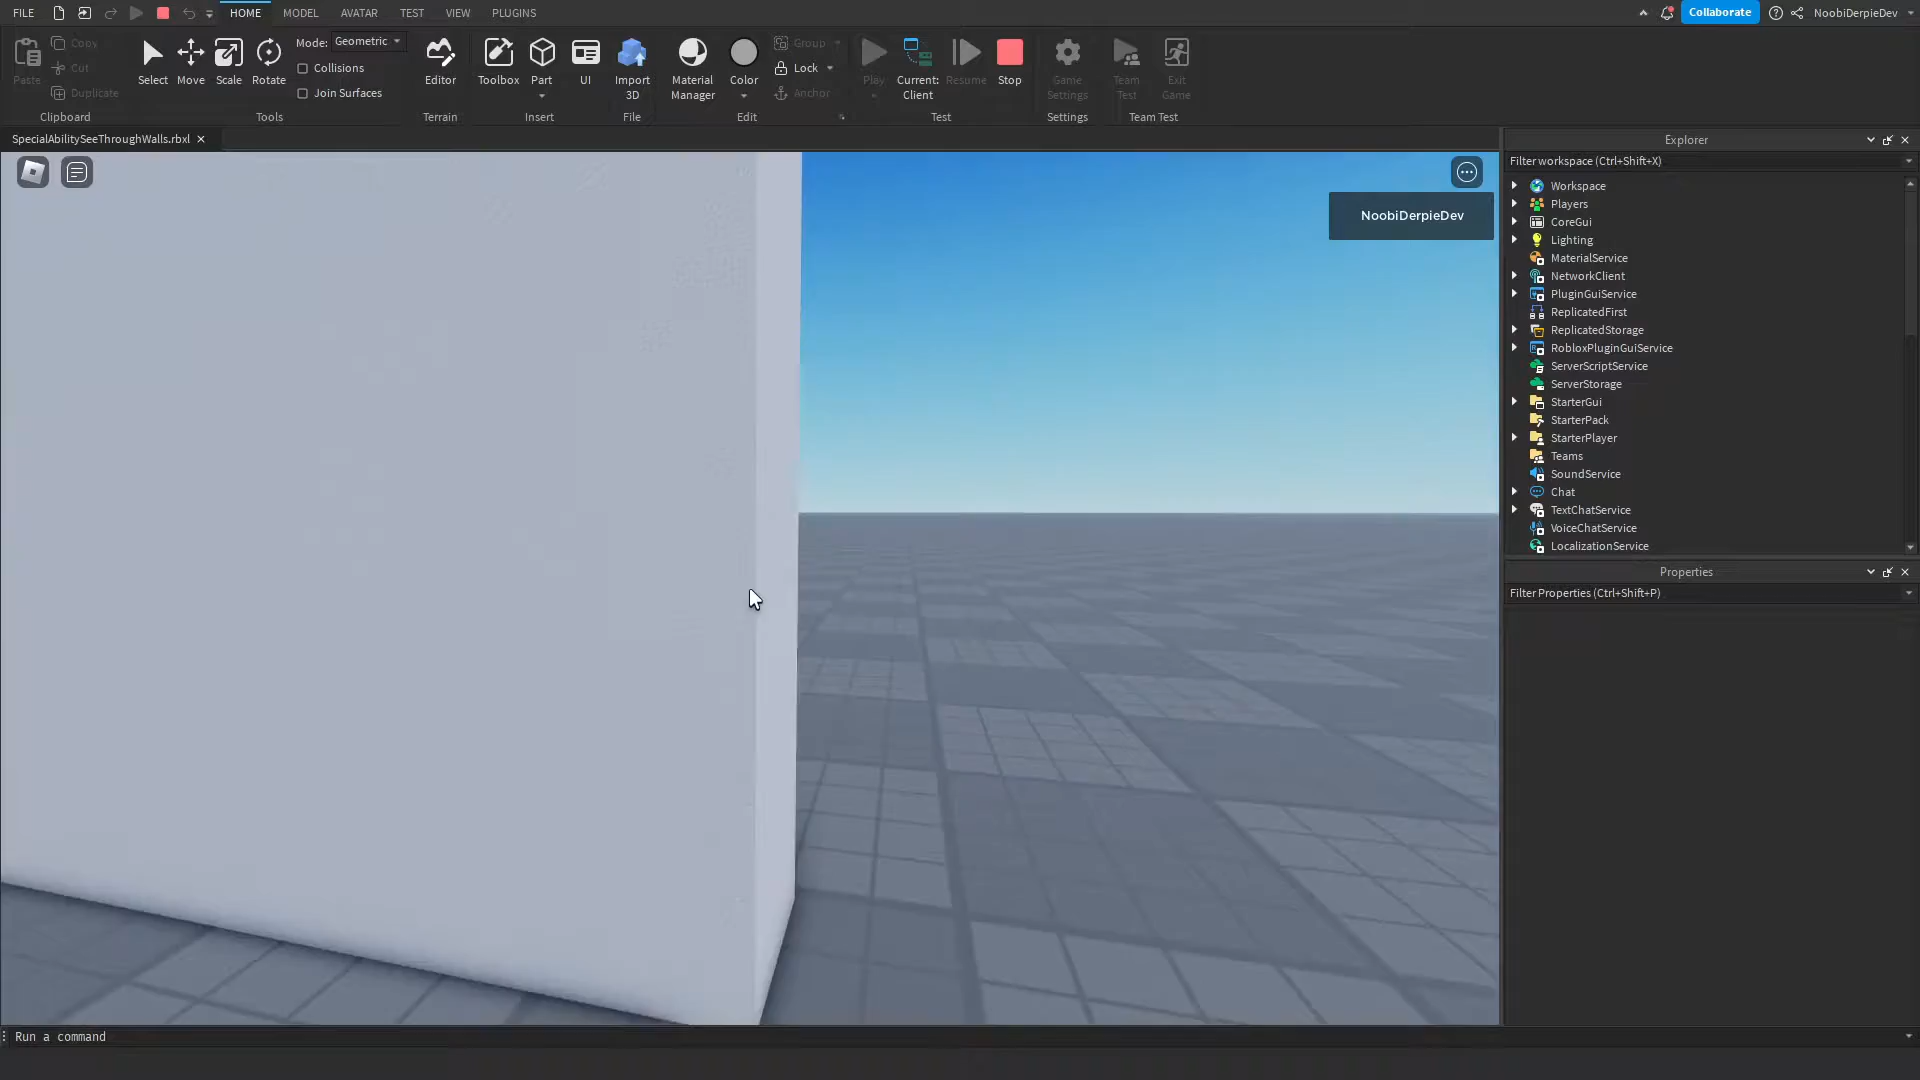 FILE HOME MODEL AVATAR TEST VIEW PLUGINS Collaborate NoobiDerpieDev
Paste Copy Cut Duplicate
Clipboard
Select Move Scale Rotate
Mode: Geometric
Collisions
Join Surfaces
Tools
Editor
Terrain
Toolbox Part UI
Insert
Import
3D
File
Material
Manager
Color
Group
Lock
Anchor
Edit
Play
Current:
Client
Resume
Stop
Test
Game
Settings
Settings
Team
Test
Exit
Game
Team Test
SpecialAbilitySeeThroughWalls.rbxl
NoobiDerpieDev
Explorer
Filter workspace (Ctrl+Shift+X)
Workspace
Players
CoreGui
Lighting
MaterialService
NetworkClient
PluginGuiService
ReplicatedFirst
ReplicatedStorage
RobloxPluginGuiService
ServerScriptService
ServerStorage
StarterGui
StarterPack
StarterPlayer
Teams
SoundService
Chat
TextChatService
VoiceChatService
LocalizationService
Properties
Filter Properties (Ctrl+Shift+P)
Run a command